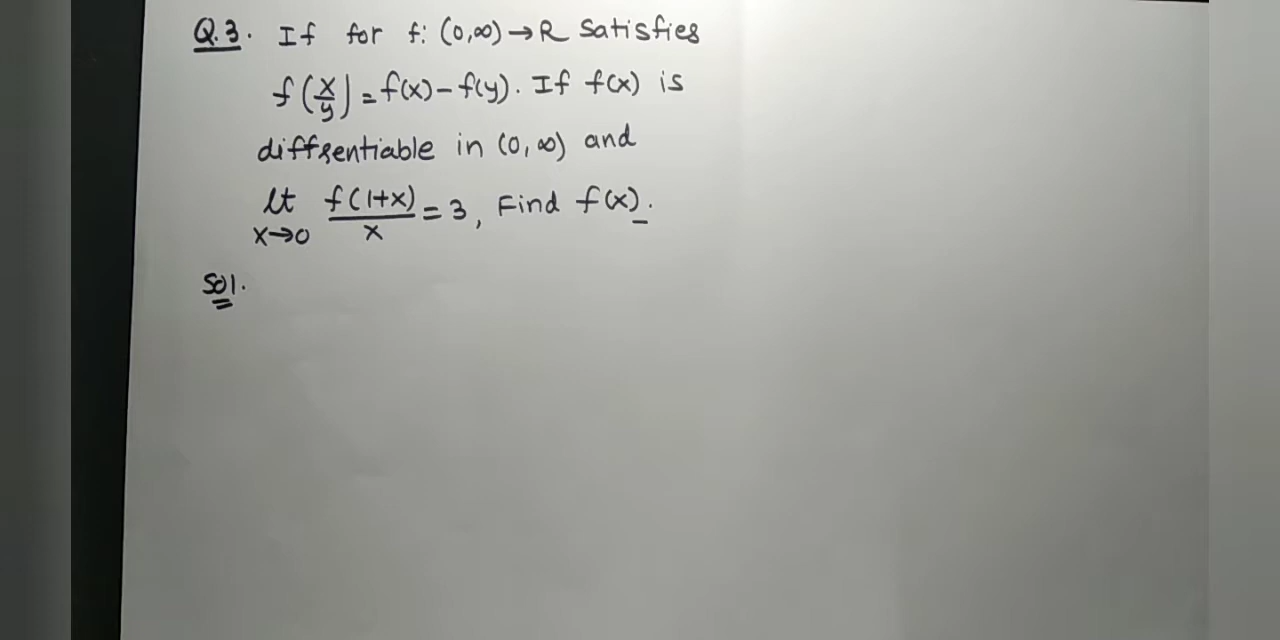 Q.3. If for f: (0,∞)→R Satisfies
f(x/y) = f(x) - f(y). If f(x) is
diffrentiable in (0,∞) and
lt x→0 f(1+x)/x = 3, Find f(x).
Sol.